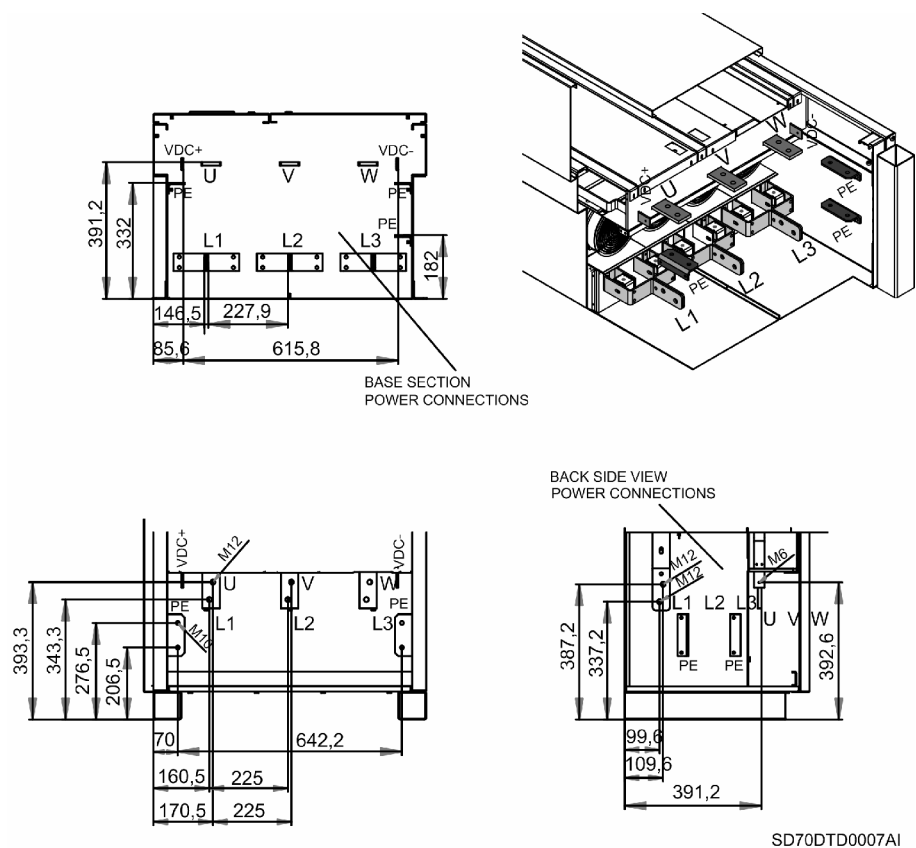 VDC+
VDC-
U
V
W
PE
PE
PE
L1
L2
L3
391,2
332
182
146,5
227,9
85,6
615,8
BASE SECTION
POWER CONNECTIONS
VDC+
U
V
W
VDC-
PE
PE
PE
L1
L2
L3
VDC+
M12
U
V
W
VDC-
PE
M10
L1
L2
L3
PE
393,3
343,3
276,5
206,5
70
642,2
160,5
225
170,5
225
BACK SIDE VIEW
POWER CONNECTIONS
M12
M12
M6
L1
L2
L3
U
V
W
PE
PE
387,2
337,2
392,6
99,6
109,6
391,2
SD70DTD0007AI